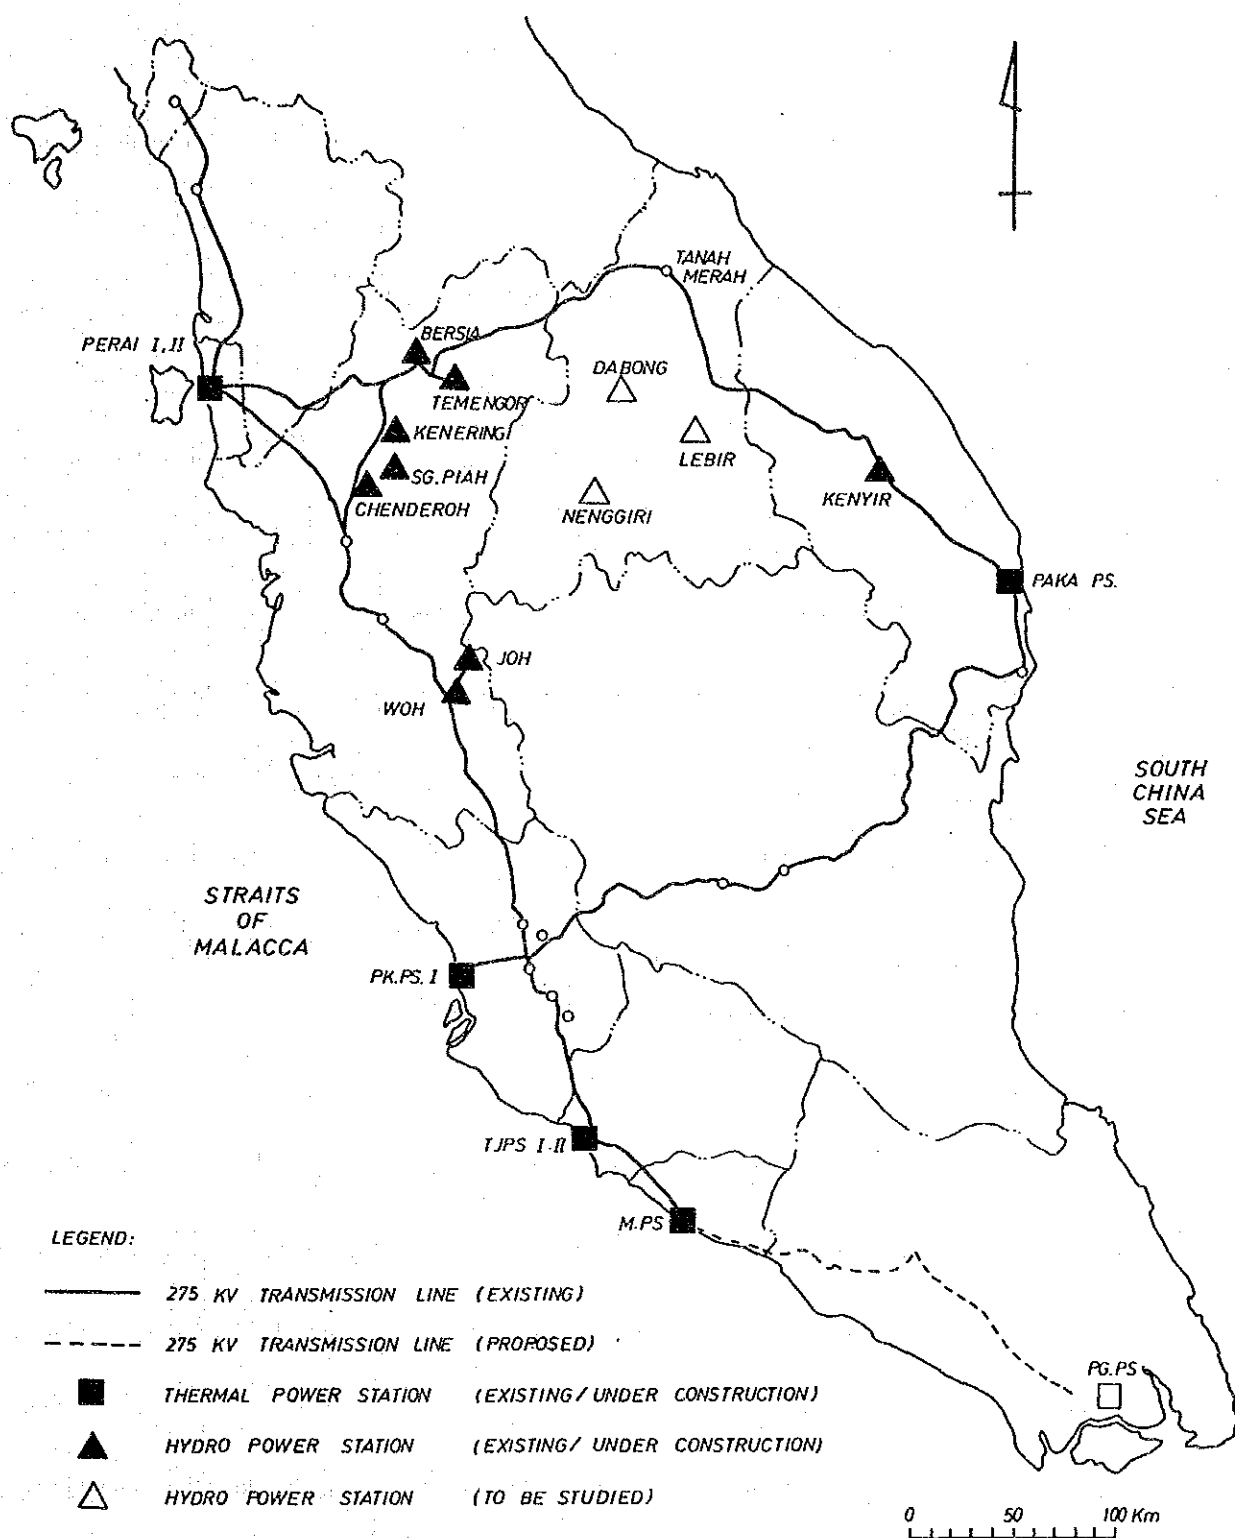 TANAH
MERAH
BERSIA
PERAI I,II
DABONG
TEMENGOR
KENERING
LEBIR
SG. PIAH
KENYIR
CHENDEROH
NENGGIRI
PAKA PS.
JOH
WOH
SOUTH
CHINA
SEA
STRAITS
OF
MALACCA
PK.PS. I
TJPS I-II
M.PS
LEGEND:
275 KV TRANSMISSION LINE (EXISTING)
275 KV TRANSMISSION LINE (PROPOSED)
PG.PS
THERMAL POWER STATION (EXISTING/UNDER CONSTRUCTION)
HYDRO POWER STATION (EXISTING/ UNDER CONSTRUCTION)
HYDRO POWER STATION (TO BE STUDIED)
0 50 100 Km